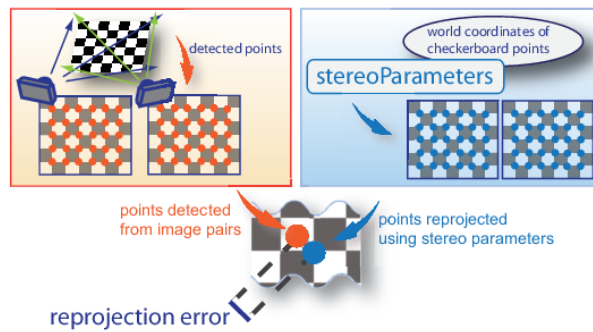 detected points
world coordinates of
checkerboard points
stereoParameters
points detected
from image pairs
points reprojected
using stereo parameters
reprojection error